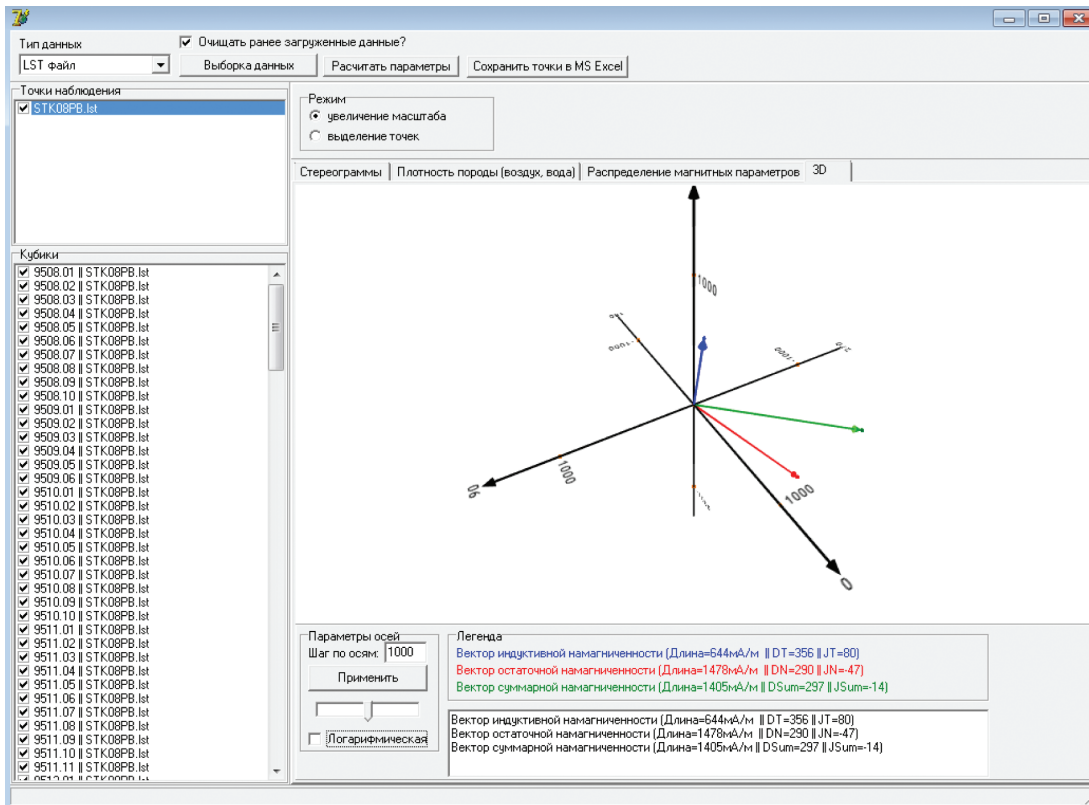 Тип данных
Очищать ранее загруженные данные?
LST файл
Выборка данных
Расчитать параметры
Сохранить точки в MS Excel
Точки наблюдения
STK08PB.lst
Режим
увеличение масштаба
выделение точек
Стереограммы
Плотность породы (воздух, вода)
Распределение магнитных параметров
3D
Кубики
9508.01 || STK08PB.lst
9508.02 || STK08PB.lst
9508.03 || STK08PB.lst
9508.04 || STK08PB.lst
9508.05 || STK08PB.lst
9508.06 || STK08PB.lst
9508.07 || STK08PB.lst
9508.08 || STK08PB.lst
9508.09 || STK08PB.lst
9508.10 || STK08PB.lst
9509.01 || STK08PB.lst
9509.02 || STK08PB.lst
9509.03 || STK08PB.lst
9509.04 || STK08PB.lst
9509.05 || STK08PB.lst
9509.06 || STK08PB.lst
9510.01 || STK08PB.lst
9510.02 || STK08PB.lst
9510.03 || STK08PB.lst
9510.04 || STK08PB.lst
9510.05 || STK08PB.lst
9510.06 || STK08PB.lst
9510.07 || STK08PB.lst
9510.08 || STK08PB.lst
9510.09 || STK08PB.lst
9510.10 || STK08PB.lst
9511.01 || STK08PB.lst
9511.02 || STK08PB.lst
9511.03 || STK08PB.lst
9511.04 || STK08PB.lst
9511.05 || STK08PB.lst
9511.06 || STK08PB.lst
9511.07 || STK08PB.lst
9511.08 || STK08PB.lst
9511.09 || STK08PB.lst
9511.10 || STK08PB.lst
9511.11 || STK08PB.lst
9512.01 || STK08PB.lst
1000
-1000
-1000
1000
90
1000
0
Параметры осей
Шаг по осям: 1000
Применить
Логарифмическая
Легенда
Вектор индуктивной намагниченности (Длина=644мА/м || DT=356 || JT=80)
Вектор остаточной намагниченности (Длина=1478мА/м || DN=290 || JN=-47)
Вектор суммарной намагниченности (Длина=1405мА/м || DSum=297 || JSum=-14)
Вектор индуктивной намагниченности (Длина=644мА/м || DT=356 || JT=80)
Вектор остаточной намагниченности (Длина=1478мА/м || DN=290 || JN=-47)
Вектор суммарной намагниченности (Длина=1405мА/м || DSum=297 || JSum=-14)